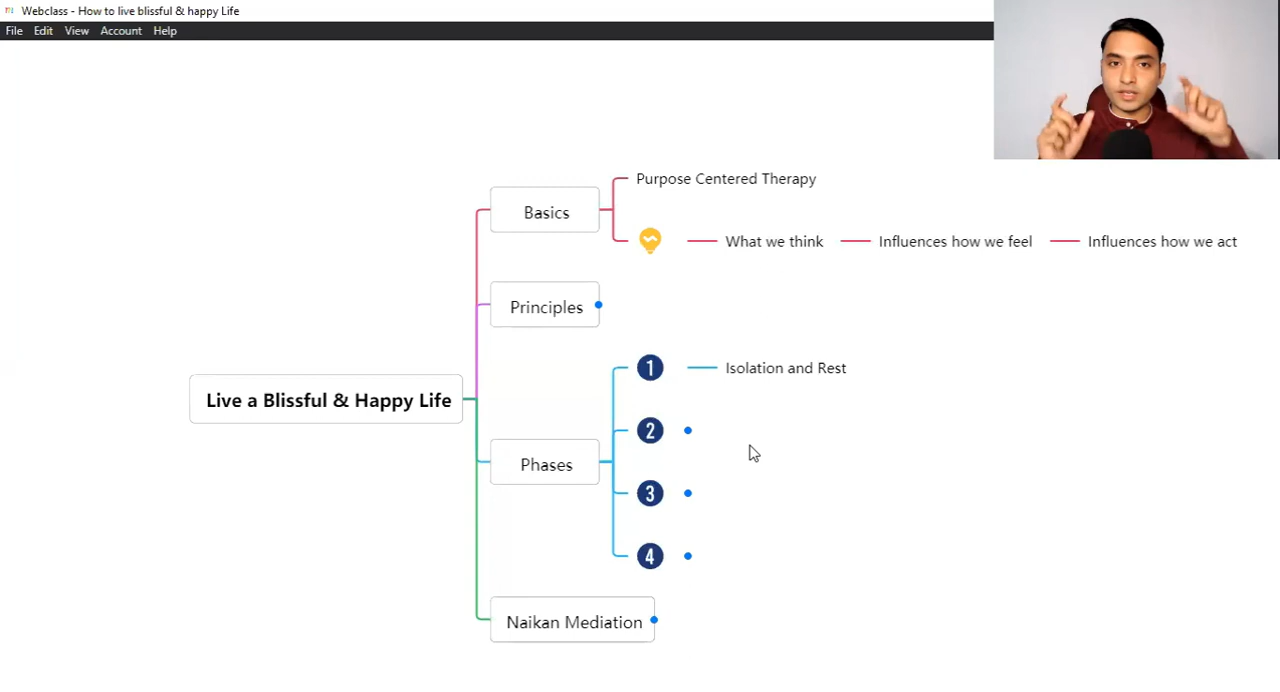 Webclass - How to live blissful & happy Life
File Edit View Account Help
Purpose Centered Therapy
Basics
What we think
Influences how we feel
Influences how we act
Principles
1
Isolation and Rest
Live a Blissful & Happy Life
2
Phases
3
4
Naikan Mediation